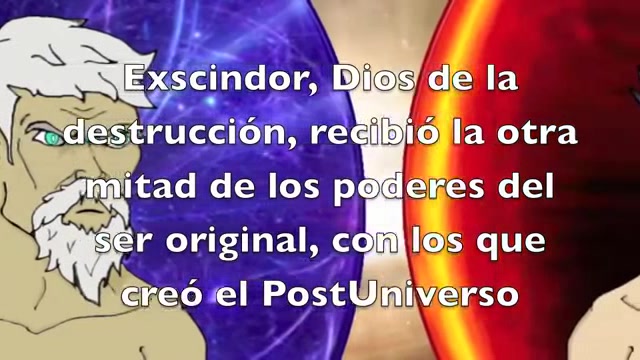 Exscindor, Dios de la
destrucción, recibió la otra
mitad de los poderes del
ser original, con los que
creó el PostUniverso